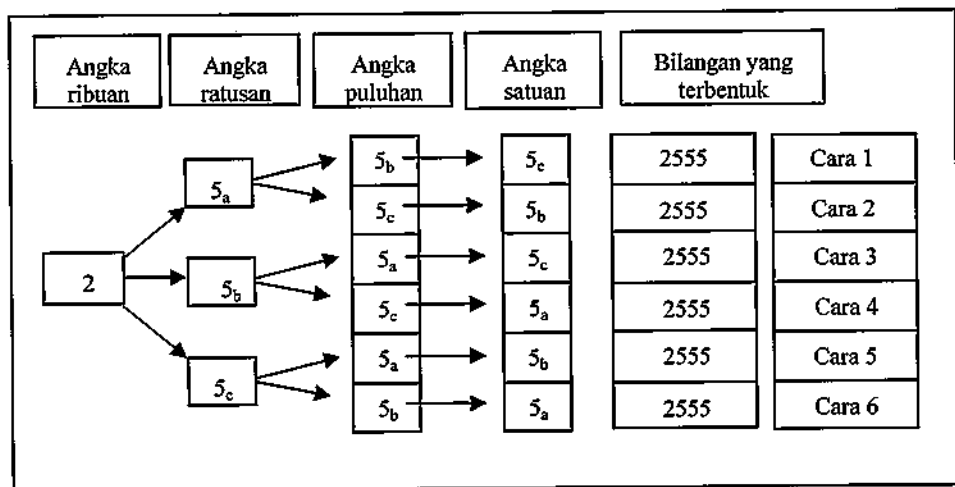 Angka ribuan
Angka ratusan
Angka puluhan
Angka satuan
Bilangan yang terbentuk
5b 5c 2555 Cara 1
5a
5c 5b 2555 Cara 2
5a 5c 2555 Cara 3
2
5b
5c 5a 2555 Cara 4
5a 5b 2555 Cara 5
5c
5b 5a 2555 Cara 6